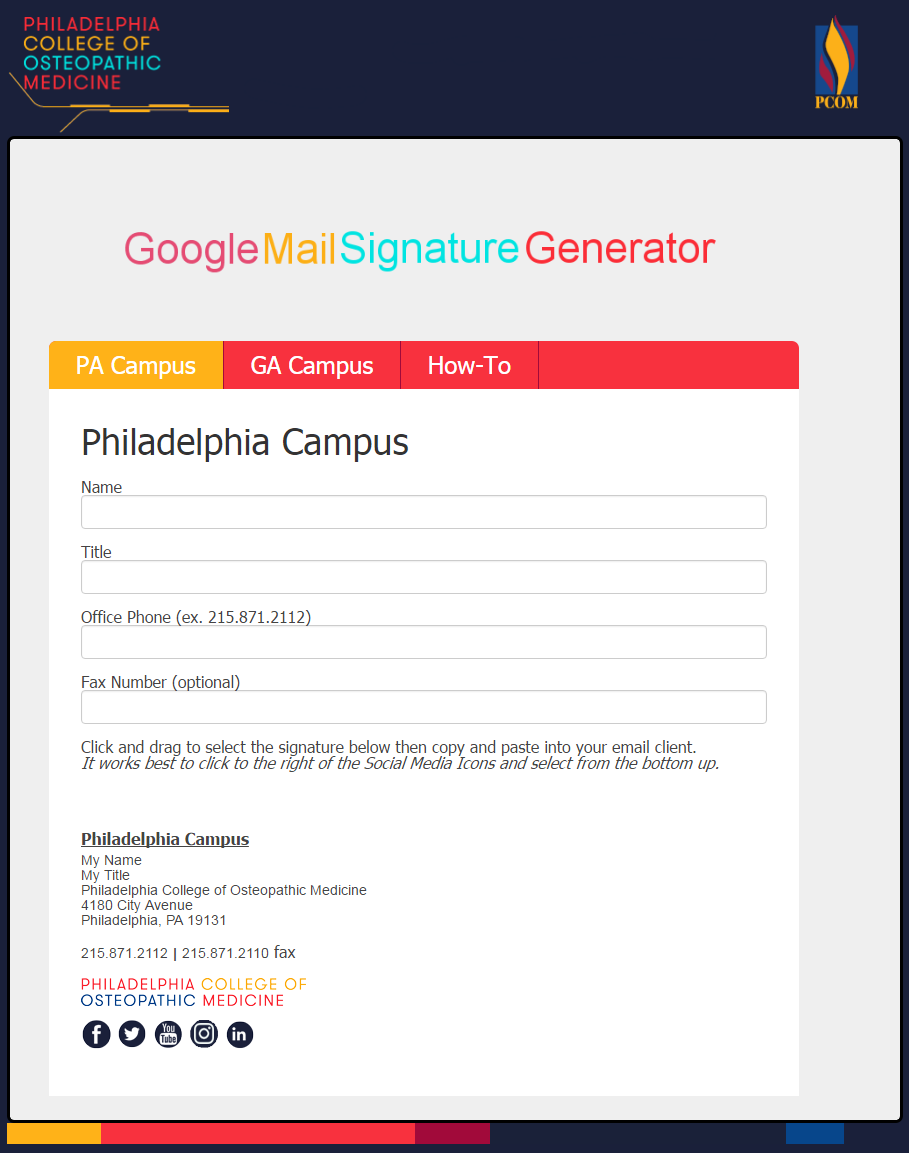 PHILADELPHIA
COLLEGE OF
OSTEOPATHIC
MEDICINE
PCOM
Google Mail Signature Generator
PA Campus GA Campus How-To
Philadelphia Campus
Name
Title
Office Phone (ex. 215.871.2112)
Fax Number (optional)
Click and drag to select the signature below then copy and paste into your email client.
It works best to click to the right of the Social Media Icons and select from the bottom up.
Philadelphia Campus
My Name
My Title
Philadelphia College of Osteopathic Medicine
4180 City Avenue
Philadelphia, PA 19131
215.871.2112 | 215.871.2110 fax
PHILADELPHIA COLLEGE OF
OSTEOPATHIC MEDICINE
f You Tube in